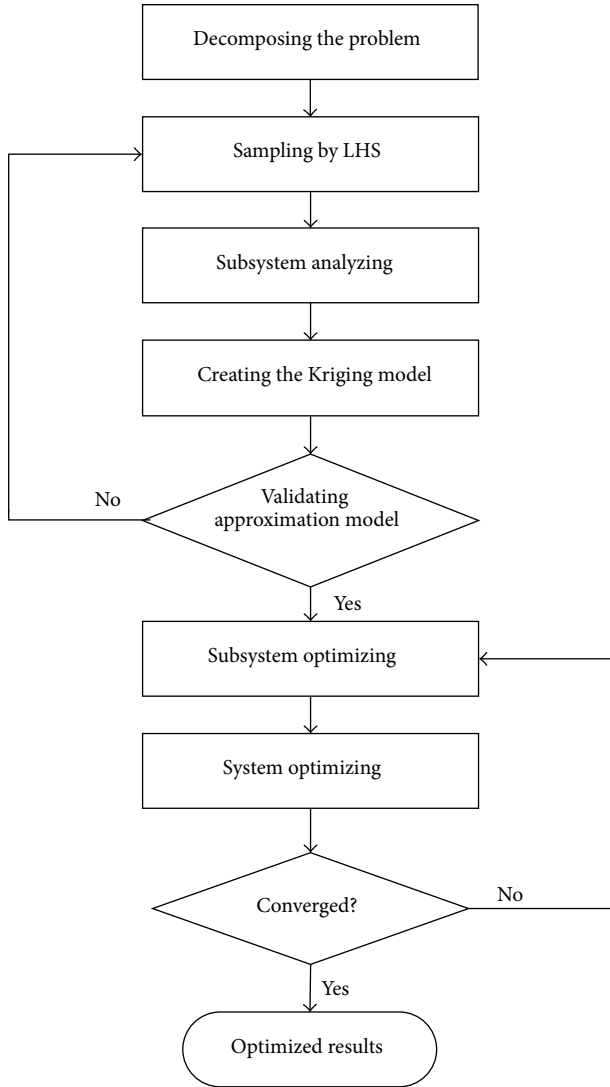 Decomposing the problem
Sampling by LHS
Subsystem analyzing
Creating the Kriging model
No
Validating
approximation model
Yes
Subsystem optimizing
System optimizing
Converged?
No
Yes
Optimized results